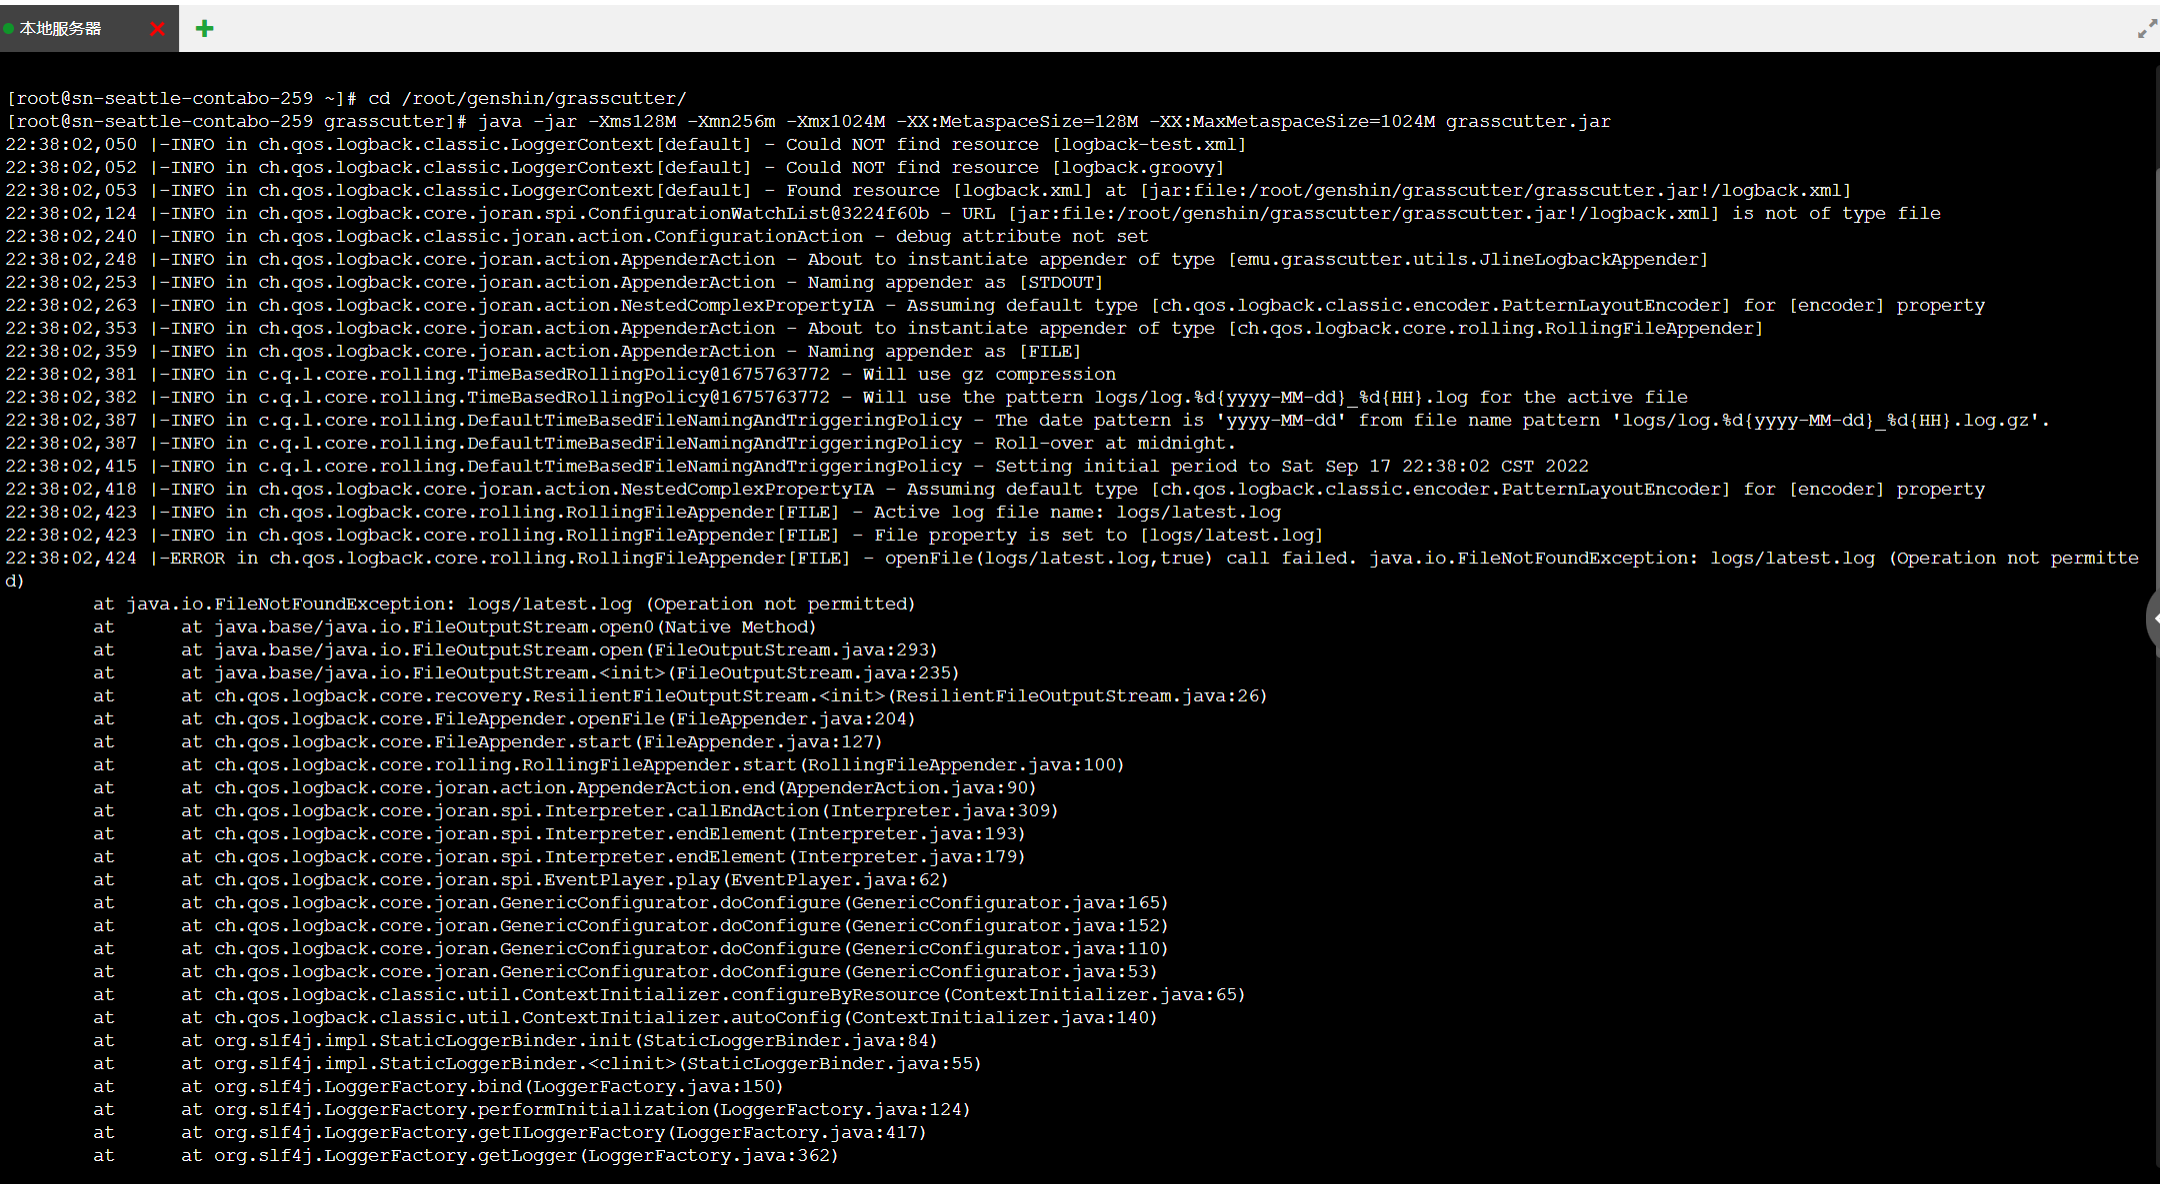 本地服务器
[root@sn-seattle-contabo-259 ~]# cd /root/genshin/grasscutter/
[root@sn-seattle-contabo-259 grasscutter]# java -jar -Xms128M -Xmn256m -Xmx1024M -XX:MetaspaceSize=128M -XX:MaxMetaspaceSize=1024M grasscutter.jar
22:38:02,050 |-INFO in ch.qos.logback.classic.LoggerContext[default] - Could NOT find resource [logback-test.xml]
22:38:02,052 |-INFO in ch.qos.logback.classic.LoggerContext[default] - Could NOT find resource [logback.groovy]
22:38:02,053 |-INFO in ch.qos.logback.classic.LoggerContext[default] - Found resource [logback.xml] at [jar:file:/root/genshin/grasscutter/grasscutter.jar!/logback.xml]
22:38:02,124 |-INFO in ch.qos.logback.core.joran.spi.ConfigurationWatchList@3224f60b - URL [jar:file:/root/genshin/grasscutter/grasscutter.jar!/logback.xml] is not of type file
22:38:02,240 |-INFO in ch.qos.logback.classic.joran.action.ConfigurationAction - debug attribute not set
22:38:02,248 |-INFO in ch.qos.logback.core.joran.action.AppenderAction - About to instantiate appender of type [emu.grasscutter.utils.JlineLogbackAppender]
22:38:02,253 |-INFO in ch.qos.logback.core.joran.action.AppenderAction - Naming appender as [STDOUT]
22:38:02,263 |-INFO in ch.qos.logback.core.joran.action.NestedComplexPropertyIA - Assuming default type [ch.qos.logback.classic.encoder.PatternLayoutEncoder] for [encoder] property
22:38:02,353 |-INFO in ch.qos.logback.core.joran.action.AppenderAction - About to instantiate appender of type [ch.qos.logback.core.rolling.RollingFileAppender]
22:38:02,359 |-INFO in ch.qos.logback.core.joran.action.AppenderAction - Naming appender as [FILE]
22:38:02,381 |-INFO in c.q.l.core.rolling.TimeBasedRollingPolicy@1675763772 - Will use gz compression
22:38:02,382 |-INFO in c.q.l.core.rolling.TimeBasedRollingPolicy@1675763772 - Will use the pattern logs/log.%d{yyyy-MM-dd}_%d{HH}.log for the active file
22:38:02,387 |-INFO in c.q.l.core.rolling.DefaultTimeBasedFileNamingAndTriggeringPolicy - The date pattern is 'yyyy-MM-dd' from file name pattern 'logs/log.%d{yyyy-MM-dd}_%d{HH}.log.gz'.
22:38:02,387 |-INFO in c.q.l.core.rolling.DefaultTimeBasedFileNamingAndTriggeringPolicy - Roll-over at midnight.
22:38:02,415 |-INFO in c.q.l.core.rolling.DefaultTimeBasedFileNamingAndTriggeringPolicy - Setting initial period to Sat Sep 17 22:38:02 CST 2022
22:38:02,418 |-INFO in ch.qos.logback.core.joran.action.NestedComplexPropertyIA - Assuming default type [ch.qos.logback.classic.encoder.PatternLayoutEncoder] for [encoder] property
22:38:02,423 |-INFO in ch.qos.logback.core.rolling.RollingFileAppender[FILE] - Active log file name: logs/latest.log
22:38:02,423 |-INFO in ch.qos.logback.core.rolling.RollingFileAppender[FILE] - File property is set to [logs/latest.log]
22:38:02,424 |-ERROR in ch.qos.logback.core.rolling.RollingFileAppender[FILE] - openFile(logs/latest.log,true) call failed. java.io.FileNotFoundException: logs/latest.log (Operation not permitte
d)
at java.io.FileNotFoundException: logs/latest.log (Operation not permitted)
at at java.base/java.io.FileOutputStream.open0(Native Method)
at at java.base/java.io.FileOutputStream.open(FileOutputStream.java:293)
at at java.base/java.io.FileOutputStream.<init>(FileOutputStream.java:235)
at at ch.qos.logback.core.recovery.ResilientFileOutputStream.<init>(ResilientFileOutputStream.java:26)
at at ch.qos.logback.core.FileAppender.openFile(FileAppender.java:204)
at at ch.qos.logback.core.FileAppender.start(FileAppender.java:127)
at at ch.qos.logback.core.rolling.RollingFileAppender.start(RollingFileAppender.java:100)
at at ch.qos.logback.core.joran.action.AppenderAction.end(AppenderAction.java:90)
at at ch.qos.logback.core.joran.spi.Interpreter.callEndAction(Interpreter.java:309)
at at ch.qos.logback.core.joran.spi.Interpreter.endElement(Interpreter.java:193)
at at ch.qos.logback.core.joran.spi.Interpreter.endElement(Interpreter.java:179)
at at ch.qos.logback.core.joran.spi.EventPlayer.play(EventPlayer.java:62)
at at ch.qos.logback.core.joran.GenericConfigurator.doConfigure(GenericConfigurator.java:165)
at at ch.qos.logback.core.joran.GenericConfigurator.doConfigure(GenericConfigurator.java:152)
at at ch.qos.logback.core.joran.GenericConfigurator.doConfigure(GenericConfigurator.java:110)
at at ch.qos.logback.core.joran.GenericConfigurator.doConfigure(GenericConfigurator.java:53)
at at ch.qos.logback.classic.util.ContextInitializer.configureByResource(ContextInitializer.java:65)
at at ch.qos.logback.classic.util.ContextInitializer.autoConfig(ContextInitializer.java:140)
at at org.slf4j.impl.StaticLoggerBinder.init(StaticLoggerBinder.java:84)
at at org.slf4j.impl.StaticLoggerBinder.<clinit>(StaticLoggerBinder.java:55)
at at org.slf4j.LoggerFactory.bind(LoggerFactory.java:150)
at at org.slf4j.LoggerFactory.performInitialization(LoggerFactory.java:124)
at at org.slf4j.LoggerFactory.getILoggerFactory(LoggerFactory.java:417)
at at org.slf4j.LoggerFactory.getLogger(LoggerFactory.java:362)